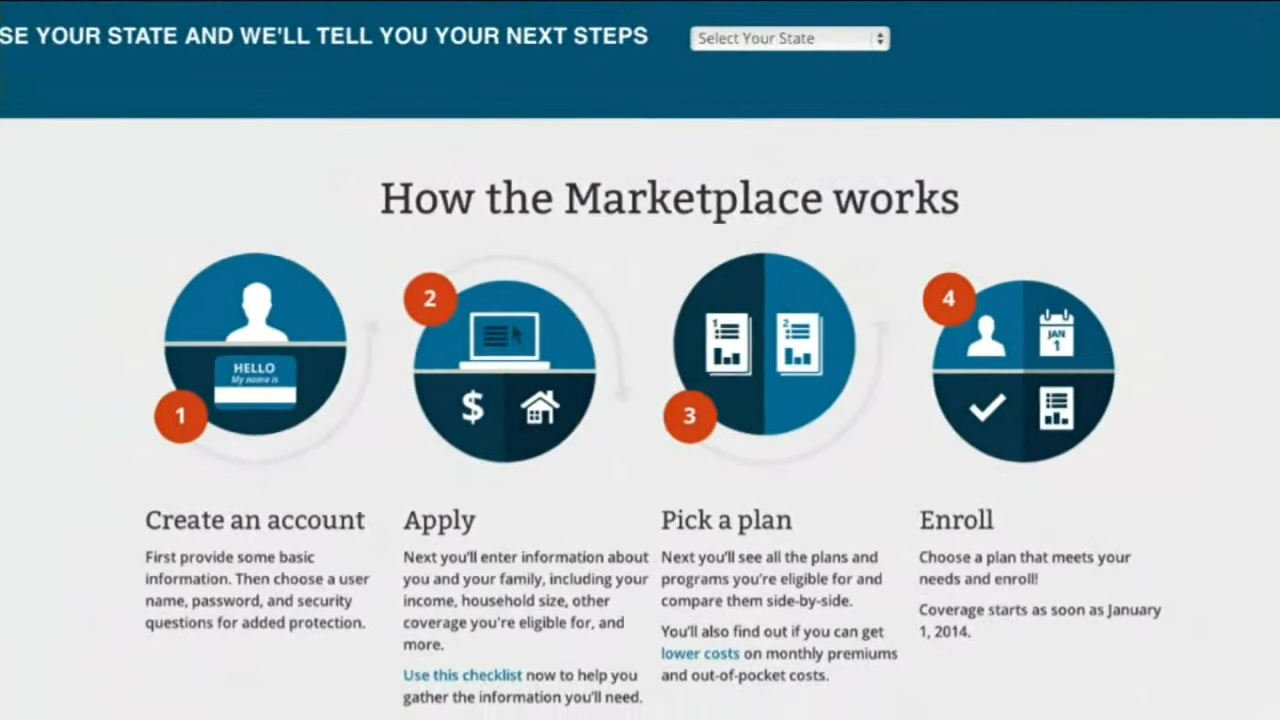 SE YOUR STATE AND WE'LL TELL YOU YOUR NEXT STEPS
Select Your State
How the Marketplace works
HELLO
My name is
1
2
$
1
2
3
4
JAN
1
Create an account
First provide some basic
information. Then choose a user
name, password, and security
questions for added protection.
Apply
Next you'll enter information about
you and your family, including your
income, household size, other
coverage you're eligible for, and
more.
Use this checklist now to help you
gather the information you'll need.
Pick a plan
Next you'll see all the plans and
programs you're eligible for and
compare them side-by-side.
You'll also find out if you can get
lower costs on monthly premiums
and out-of-pocket costs.
Enroll
Choose a plan that meets your
needs and enroll!
Coverage starts as soon as January
1, 2014.